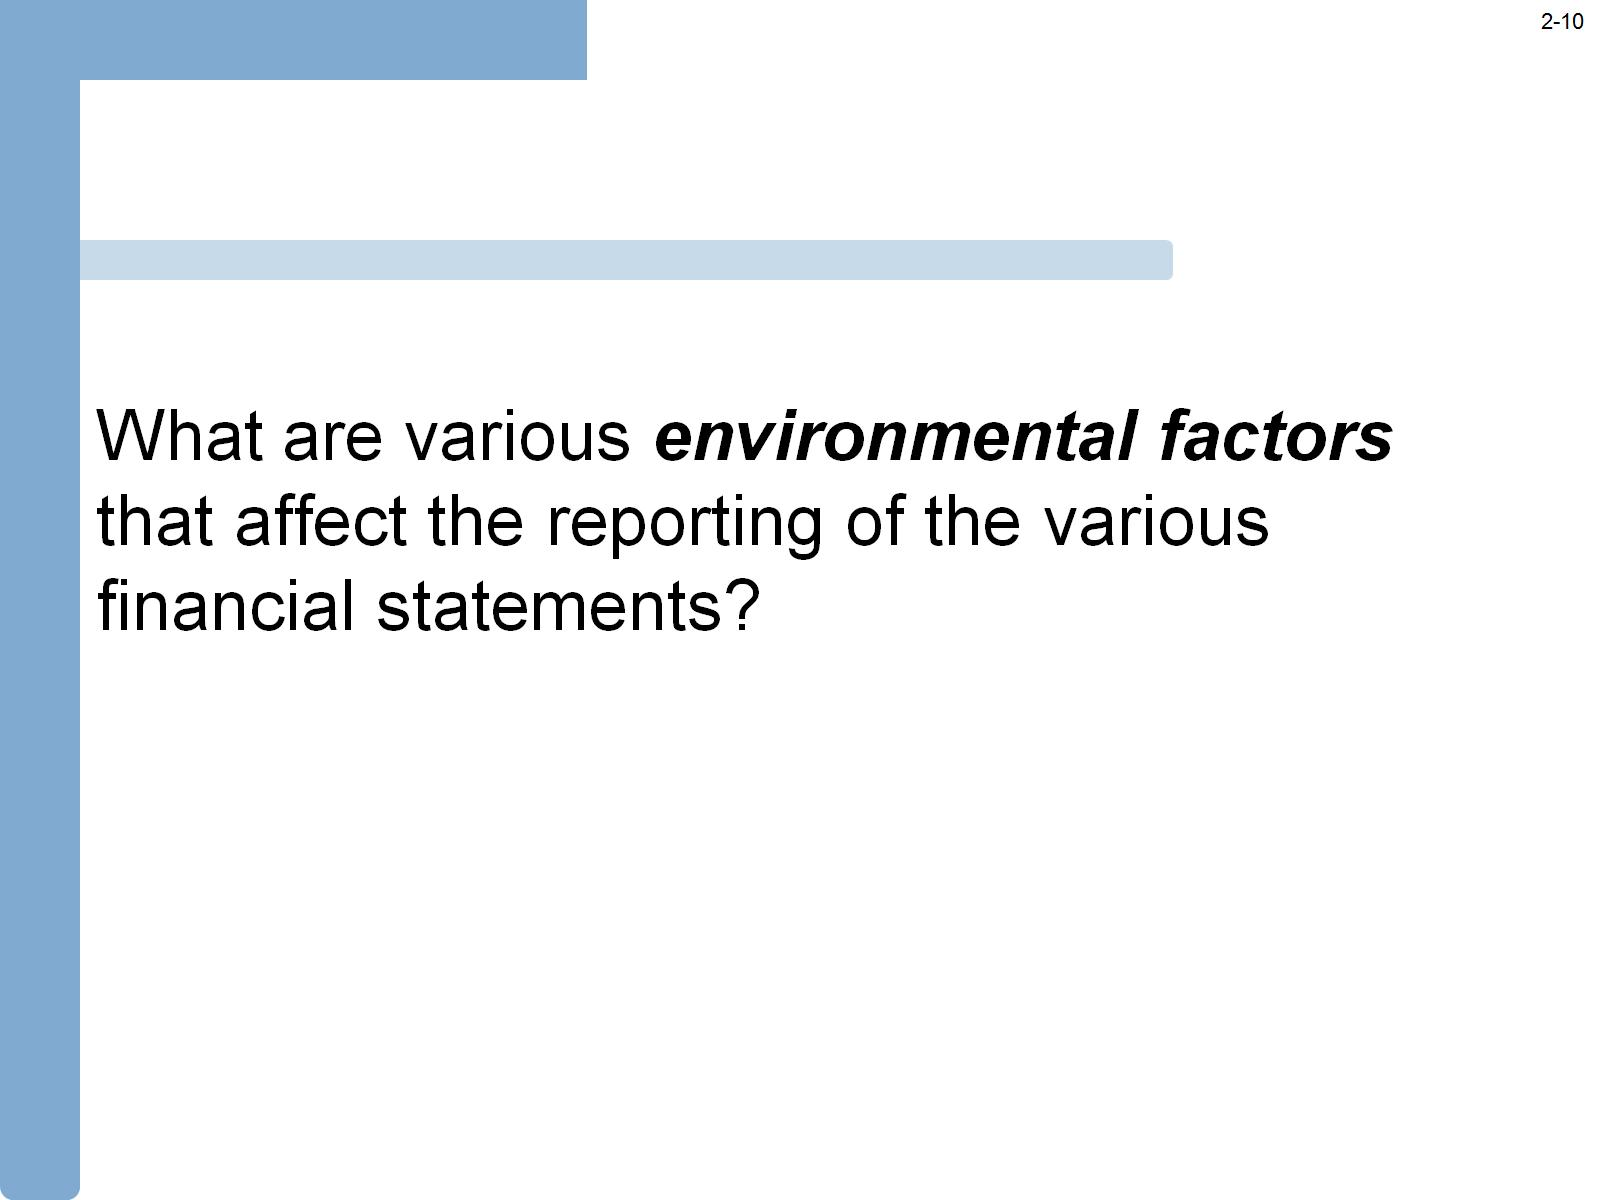 2-10
What are various environmental factors
that affect the reporting of the various
financial statements?